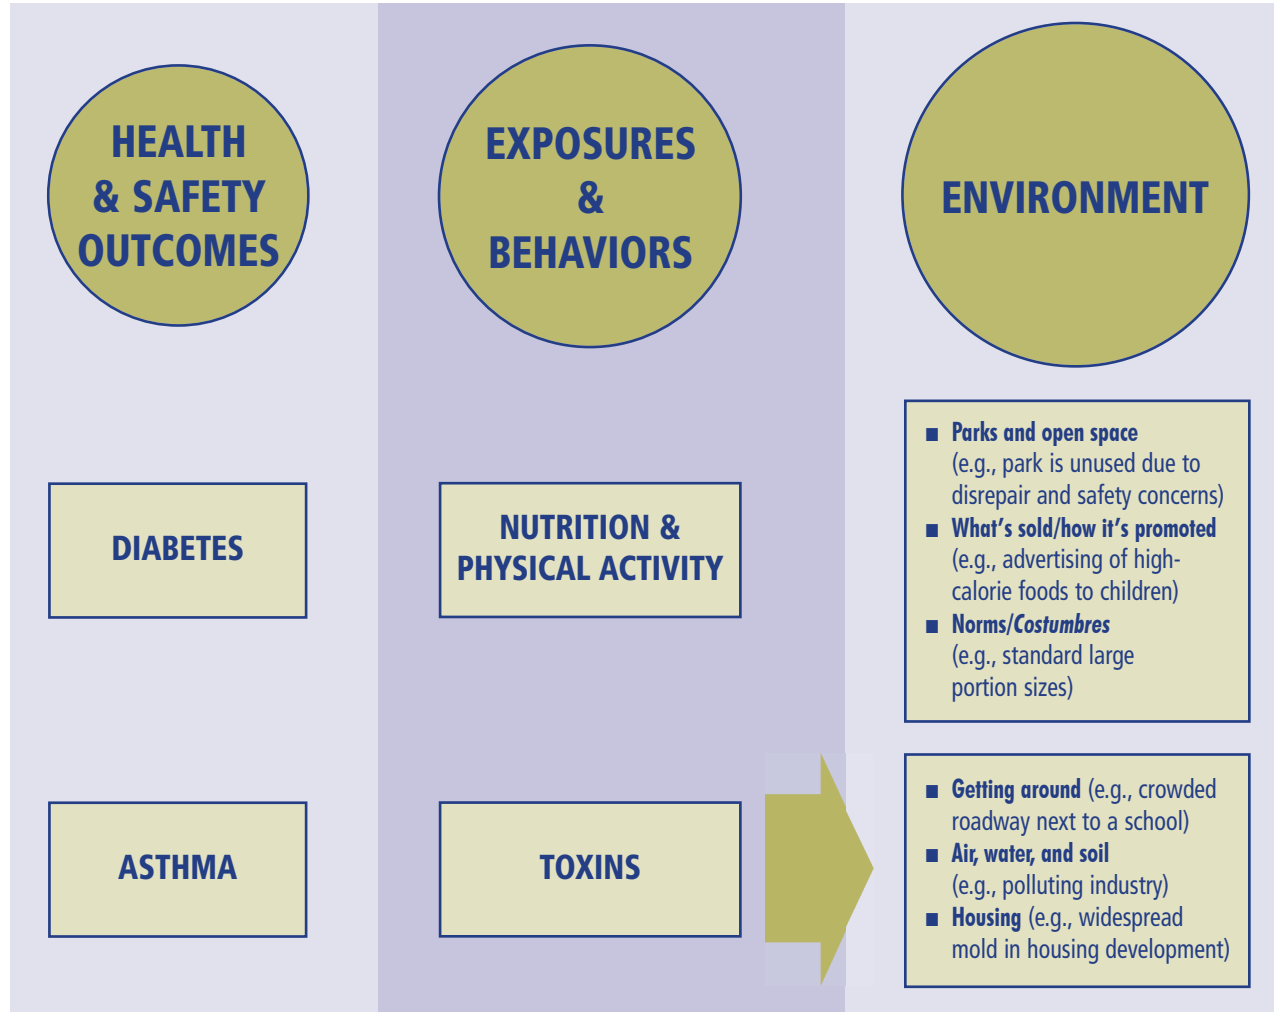 HEALTH
& SAFETY
OUTCOMES
EXPOSURES
&
BEHAVIORS
ENVIRONMENT
DIABETES
NUTRITION &
PHYSICAL ACTIVITY
■ Parks and open space
(e.g., park is unused due to
disrepair and safety concerns)
■ What's sold/how it's promoted
(e.g., advertising of high-
calorie foods to children)
■ Norms/Costumbres
(e.g., standard large
portion sizes)
ASTHMA
TOXINS
■ Getting around (e.g., crowded
roadway next to a school)
■ Air, water, and soil
(e.g., polluting industry)
■ Housing (e.g., widespread
mold in housing development)